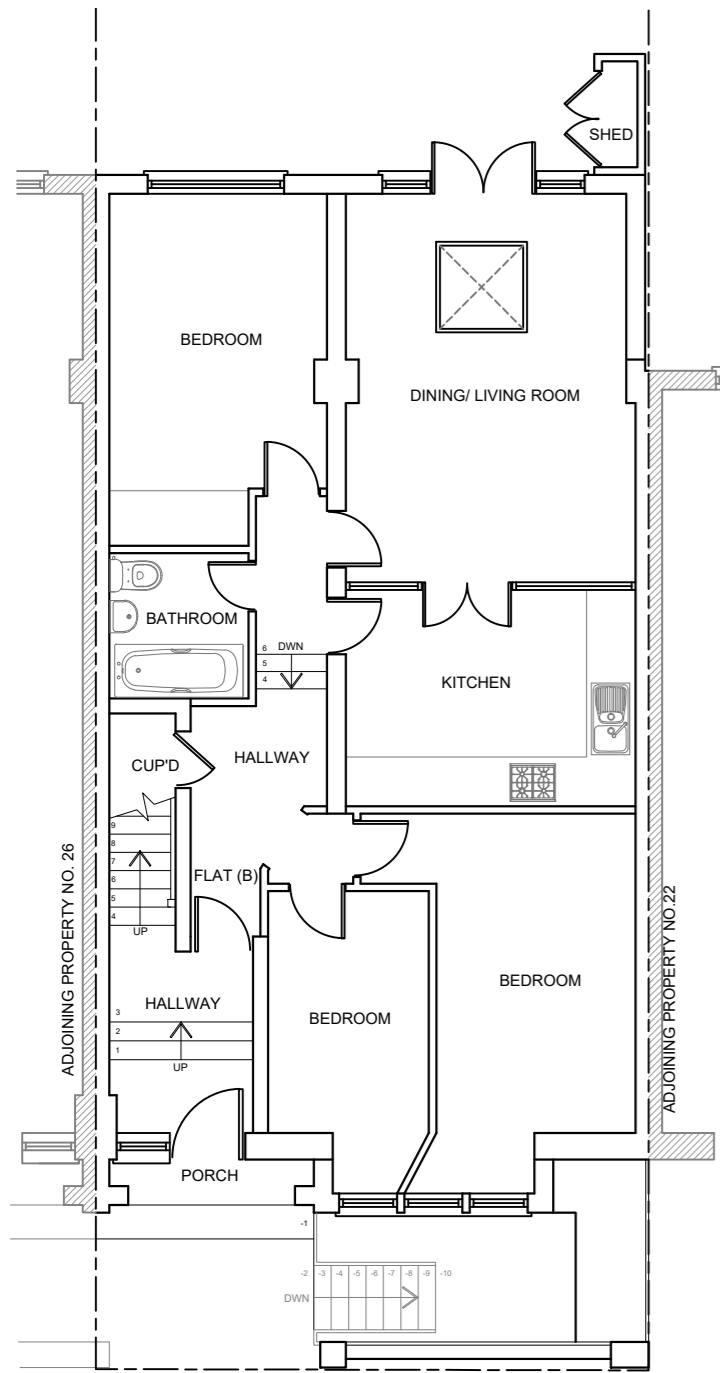 SHED
BEDROOM
DINING/ LIVING ROOM
BATHROOM
6 DWN
5
4
KITCHEN
HALLWAY
CUP'D
9
8
7
6
5
4
UP
FLAT (B)
ADJOINING PROPERTY NO. 26
ADJOINING PROPERTY NO.22
BEDROOM
HALLWAY
BEDROOM
3
2
1
UP
PORCH
-1
-2 -3 -4 -5 -6 -7 -8 -9 -10
DWN